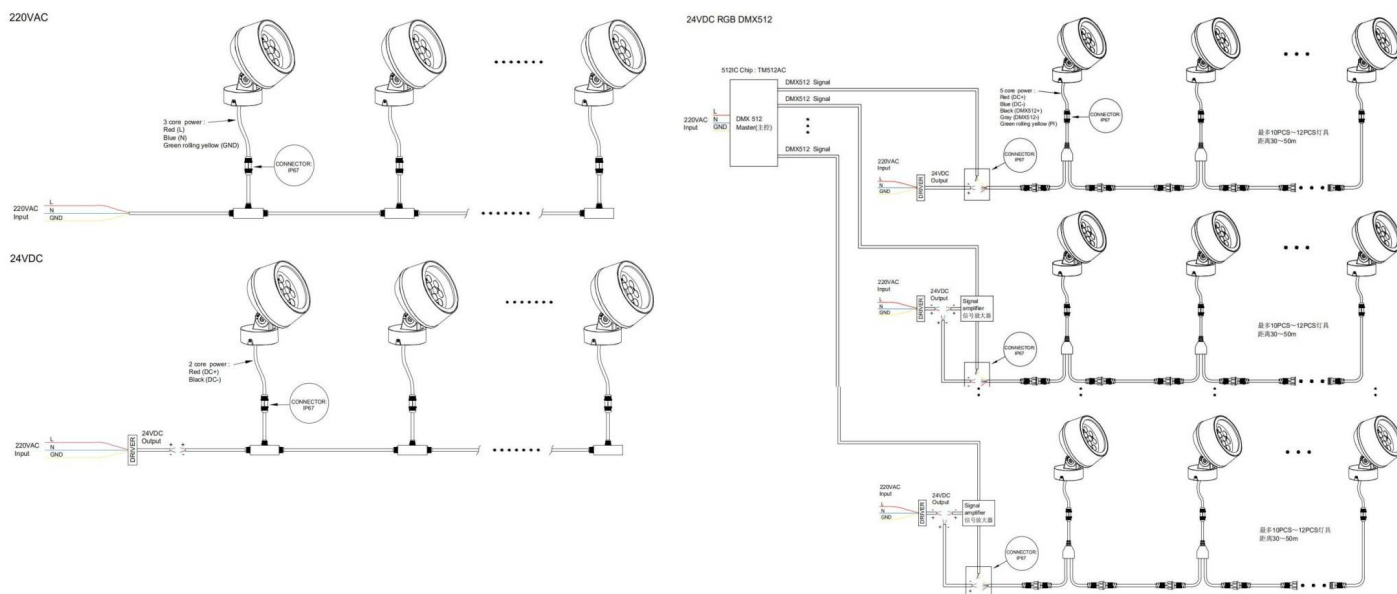 220VAC
3 core power :
Red (L)
Blue (N)
Green rolling yellow (GND)
CONNECTOR:
IP67
220VAC
Input
L
N
GND
24VDC
2 core power :
Red (DC+)
Black (DC-)
CONNECTOR:
IP67
220VAC
Input
L
N
GND
DRIVER
24VDC
Output
+ +
- -
24VDC RGB DMX512
512IC Chip : TM512AC
DMX512 Signal
DMX512 Signal
DMX512 Signal
220VAC
Input
L
N
GND
DMX 512
Master(主控)
5 core power :
Red (DC+)
Blue (DC-)
Black (DMX512+)
Gray (DMX512-)
Green rolling yellow (PI)
CONNECTOR:
IP67
CONNECTOR:
IP67
最多10PCS~12PCS灯具
距离30~50m
220VAC
Input
L
N
GND
DRIVER
24VDC
Output
220VAC
Input
L
N
GND
DRIVER
24VDC
Output
Signal
amplifier
信号放大器
CONNECTOR:
IP67
最多10PCS~12PCS灯具
距离30~50m
220VAC
Input
L
N
GND
DRIVER
24VDC
Output
Signal
amplifier
信号放大器
CONNECTOR:
IP67
最多10PCS~12PCS灯具
距离30~50m